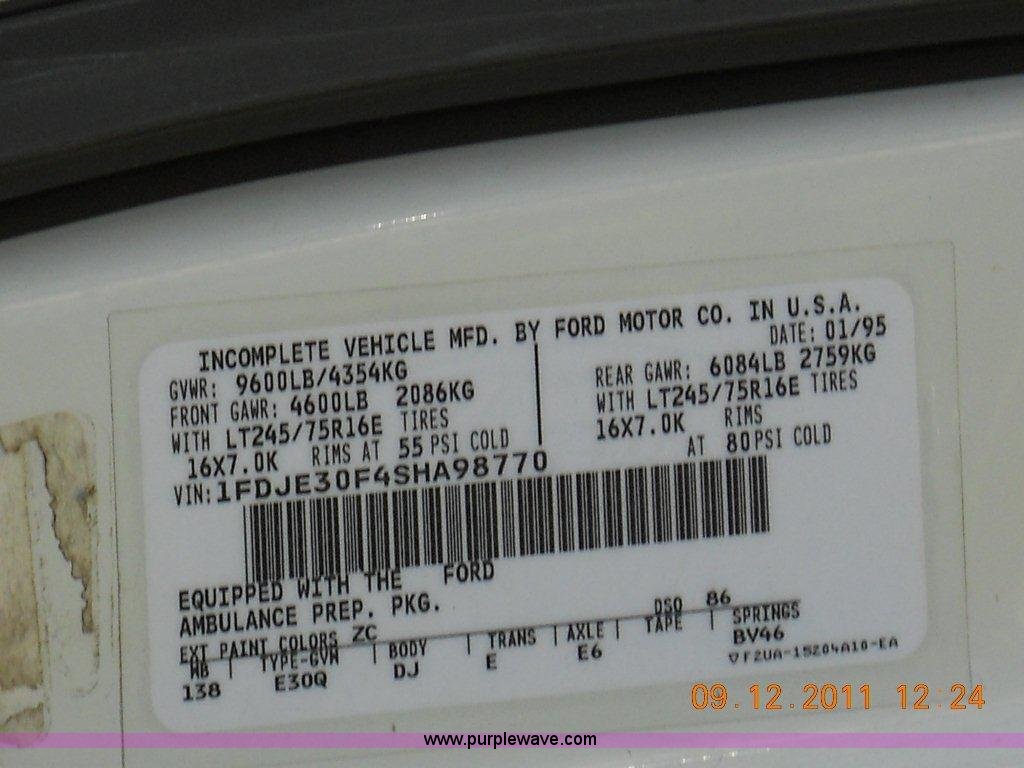 INCOMPLETE VEHICLE MFD. BY FORD MOTOR CO. IN U.S.A.
DATE: 01/95
GVWR: 9600LB/4354KG
FRONT GAWR: 4600LB 2086KG
WITH LT245/75R16E TIRES
16X7.0K RIMS AT 55 PSI COLD
REAR GAWR: 6084LB 2759KG
WITH LT245/75R16E TIRES
16X7.0K RIMS
AT 80 PSI COLD
VIN: 1FDJE30F4SHA98770
EQUIPPED WITH THE FORD
AMBULANCE PREP. PKG.
EXT PAINT COLORS ZC DSO 86
WB | TYPE-GVW | BODY | TRANS | AXLE | TAPE | SPRINGS
138 E30Q DJ E E6 BV46
F2UA-15204A10-EA
09.12.2011 12:24
www.purplewave.com